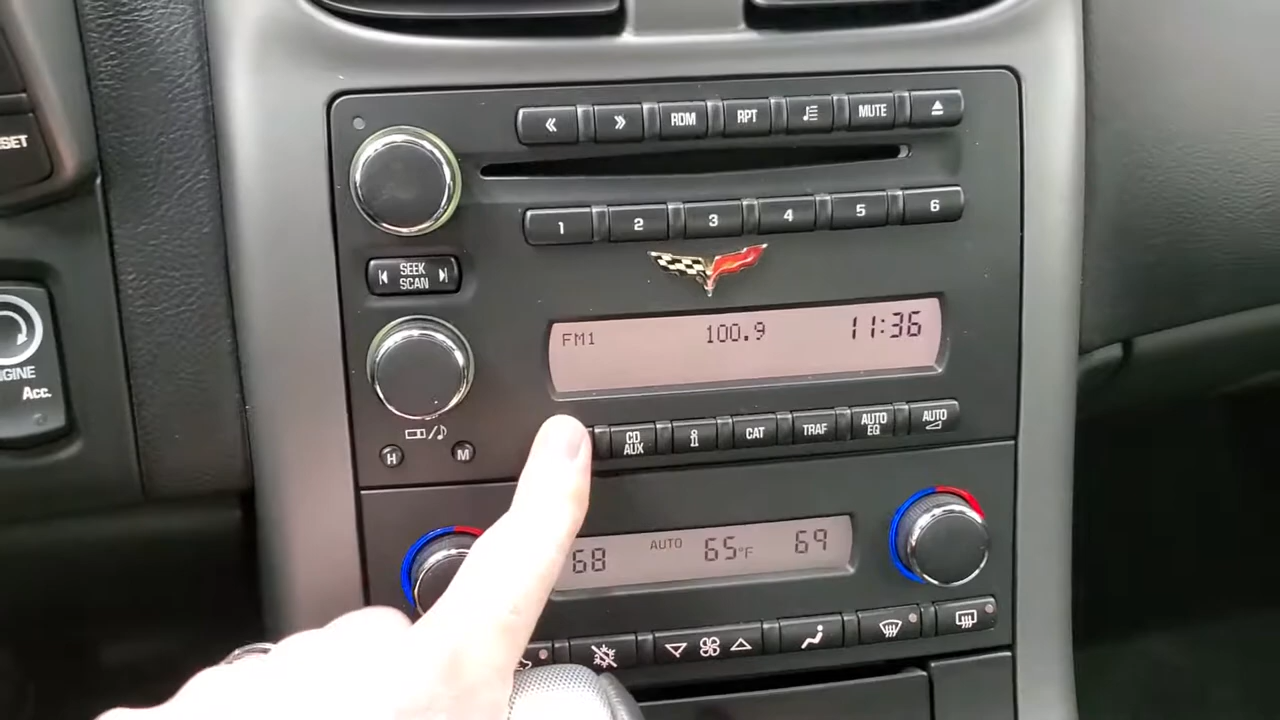 RDM RPT MUTE
SET
1 2 3 4 5 6
SEEK
SCAN
FM1 100.9 11:36
NGINE
Acc.
CD
AUX
i CAT TRAF
AUTO
EQ
AUTO
H M
68 AUTO 65°F 69